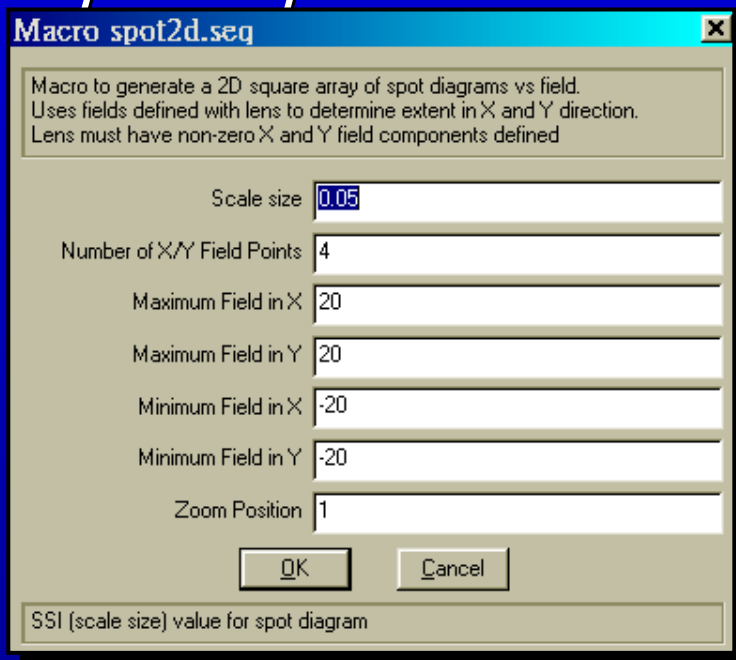 Macro spot2d.seq
Macro to generate a 2D square array of spot diagrams vs field.
Uses fields defined with lens to determine extent in X and Y direction.
Lens must have non-zero X and Y field components defined
Scale size 0.05
Number of X/Y Field Points 4
Maximum Field in X 20
Maximum Field in Y 20
Minimum Field in X -20
Minimum Field in Y -20
Zoom Position 1
OK Cancel
SSI (scale size) value for spot diagram